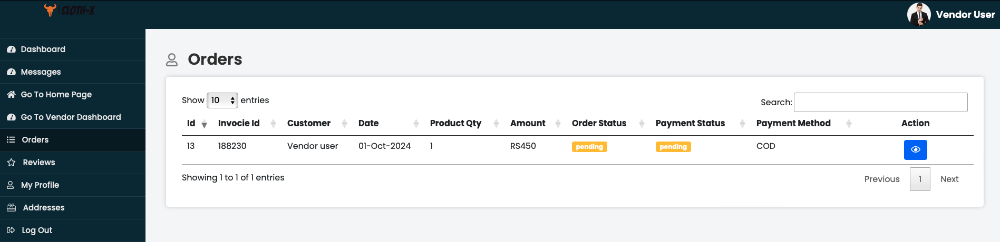 CLOTH-X
Vendor User
Dashboard
Messages
Go To Home Page
Go To Vendor Dashboard
Orders
Reviews
My Profile
Addresses
Log Out
Orders
Show 10 entries
Search:
Id Invocie Id Customer Date Product Qty Amount Order Status Payment Status Payment Method Action
13 188230 Vendor user 01-Oct-2024 1 RS450 pending pending COD
Showing 1 to 1 of 1 entries
Previous 1 Next